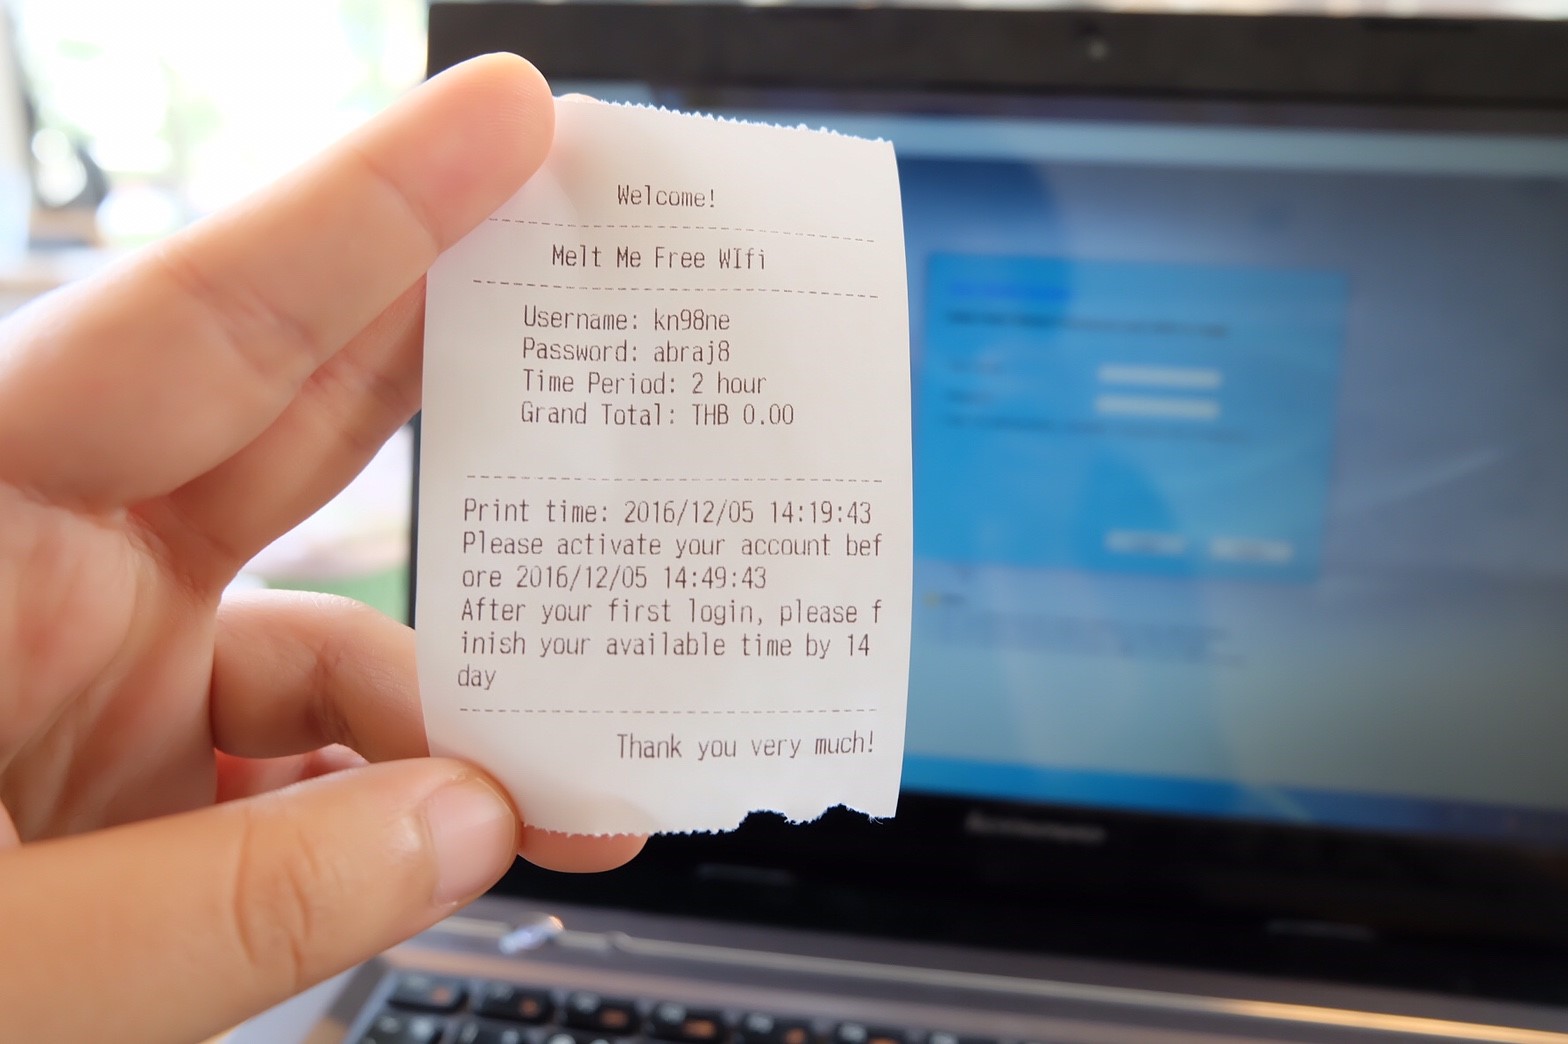 Welcome!
Melt Me Free WIfi
Username: kn98ne
Password: abraj8
Time Period: 2 hour
Grand Total: THB 0.00
Print time: 2016/12/05 14:19:43
Please activate your account bef
ore 2016/12/05 14:49:43
After your first login, please f
inish your available time by 14
day
Thank you very much!